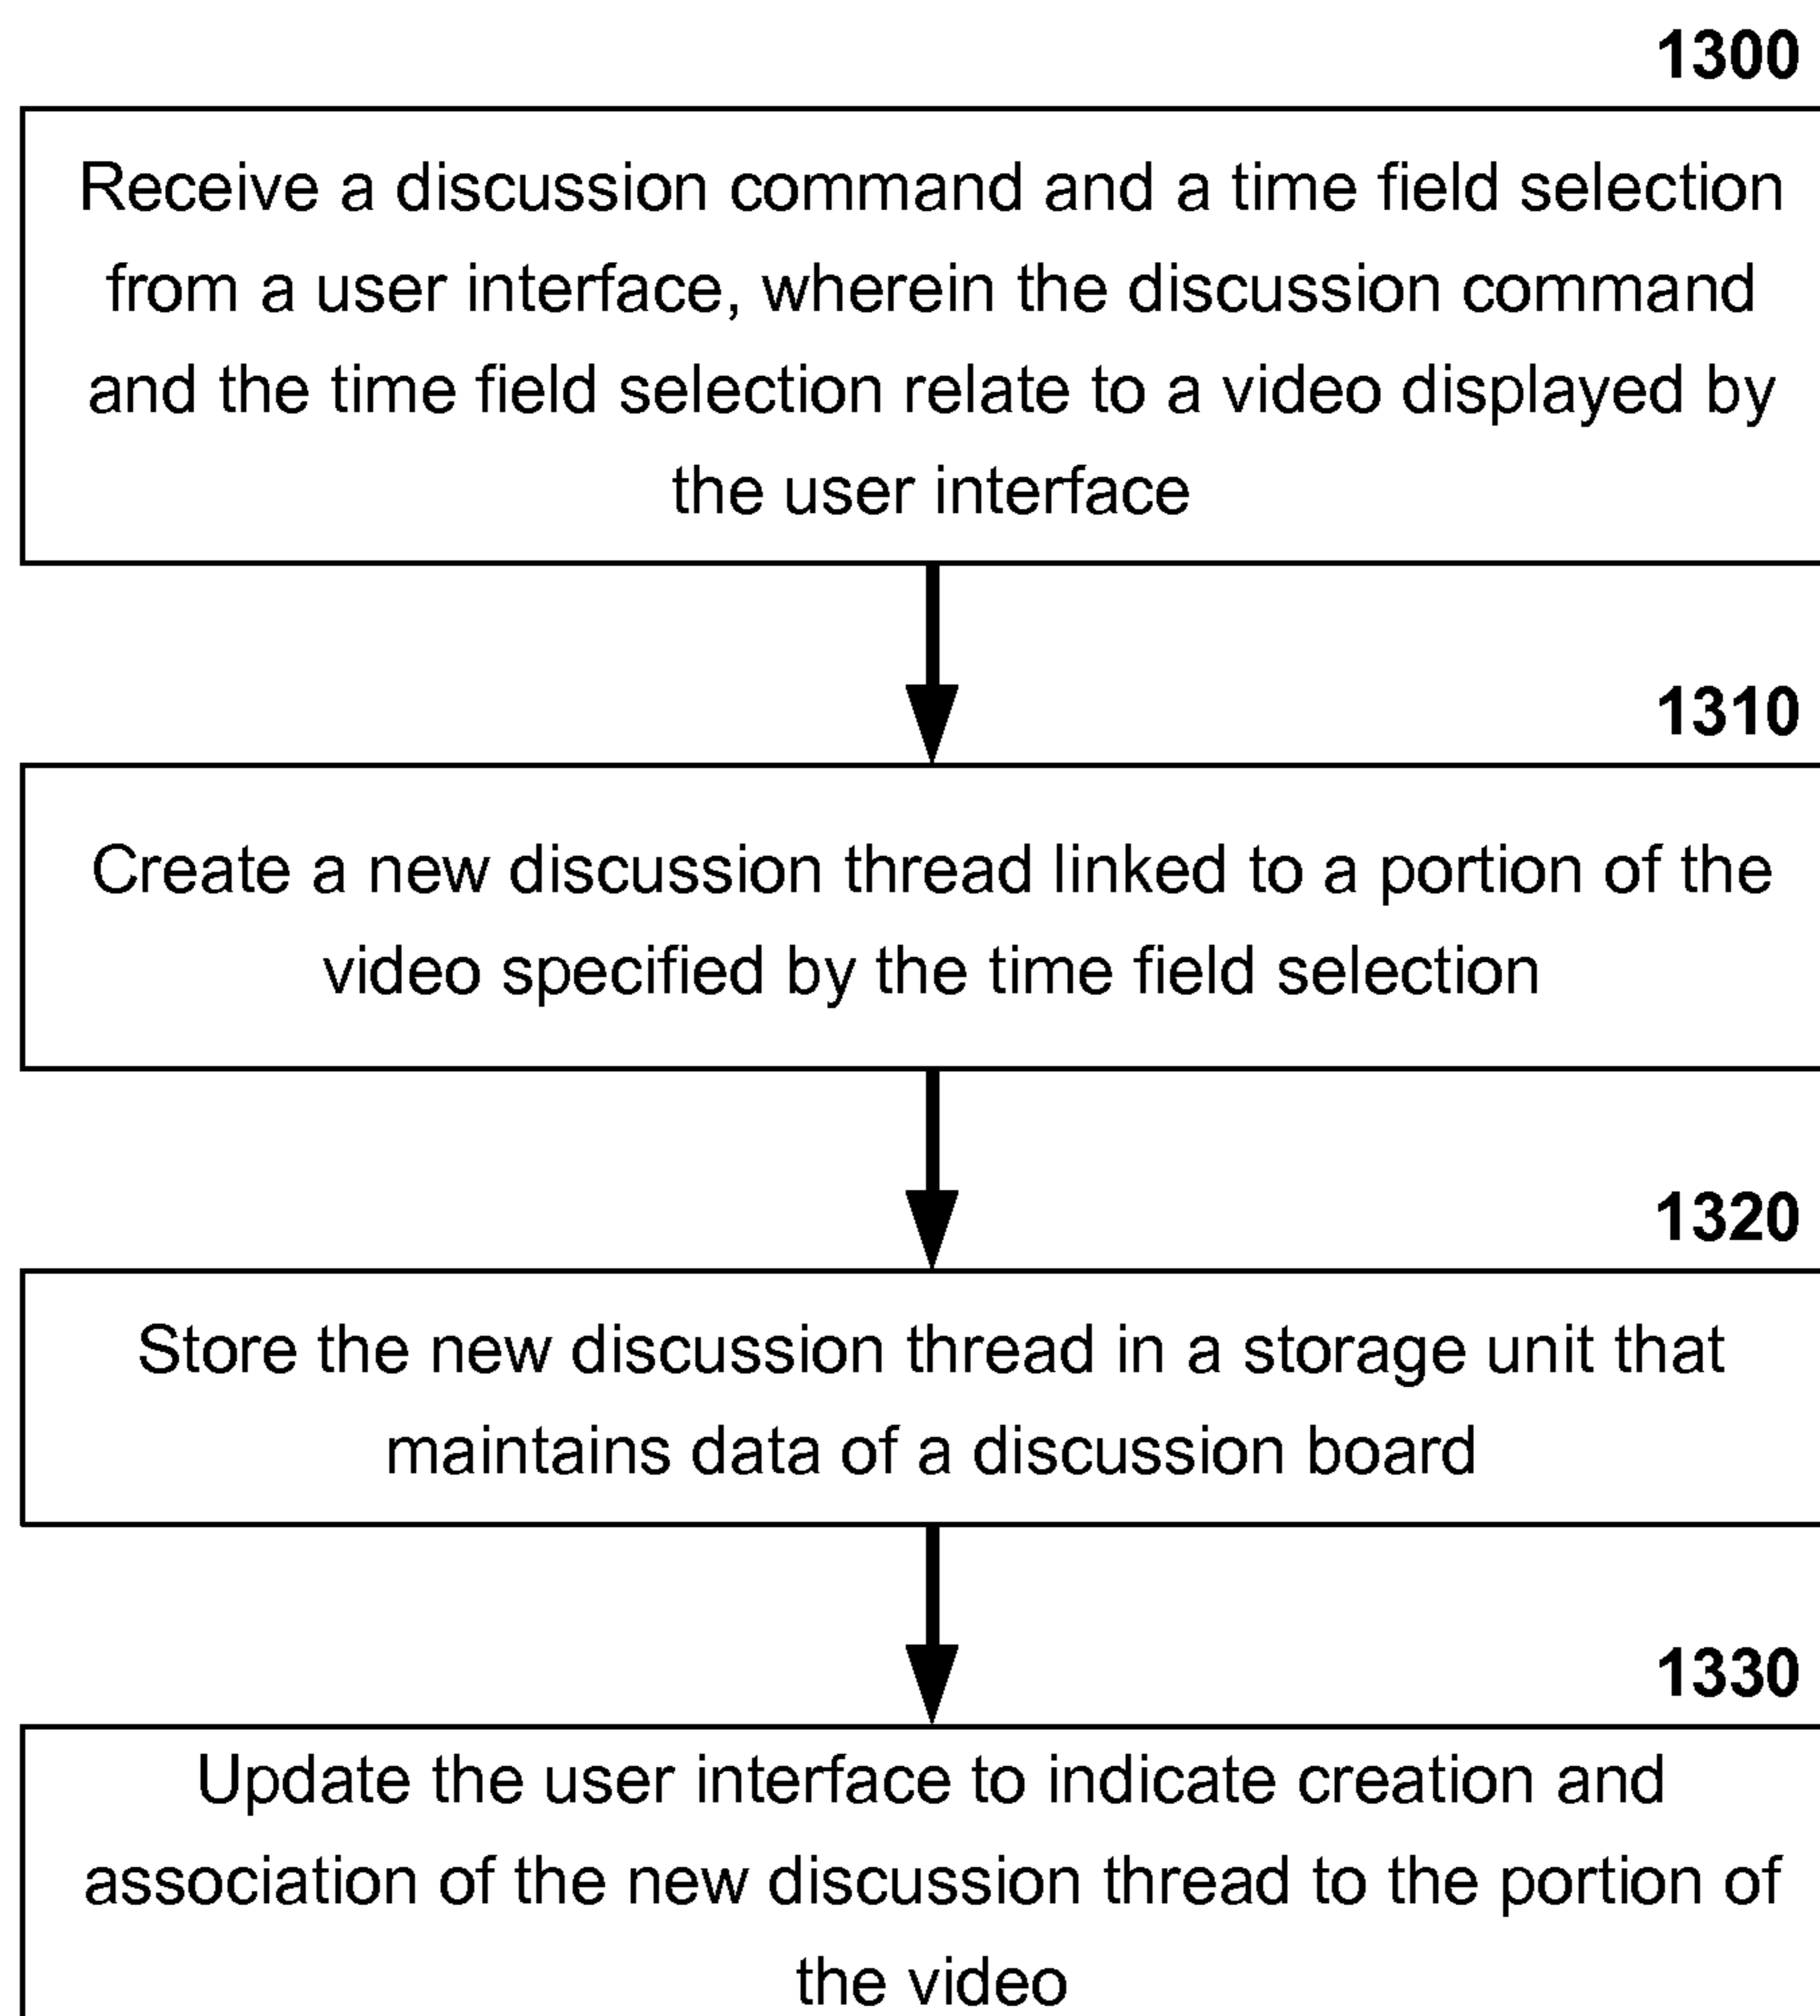 1300
Receive a discussion command and a time field selection
from a user interface, wherein the discussion command
and the time field selection relate to a video displayed by
the user interface
1310
Create a new discussion thread linked to a portion of the
video specified by the time field selection
1320
Store the new discussion thread in a storage unit that
maintains data of a discussion board
1330
Update the user interface to indicate creation and
association of the new discussion thread to the portion of
the video